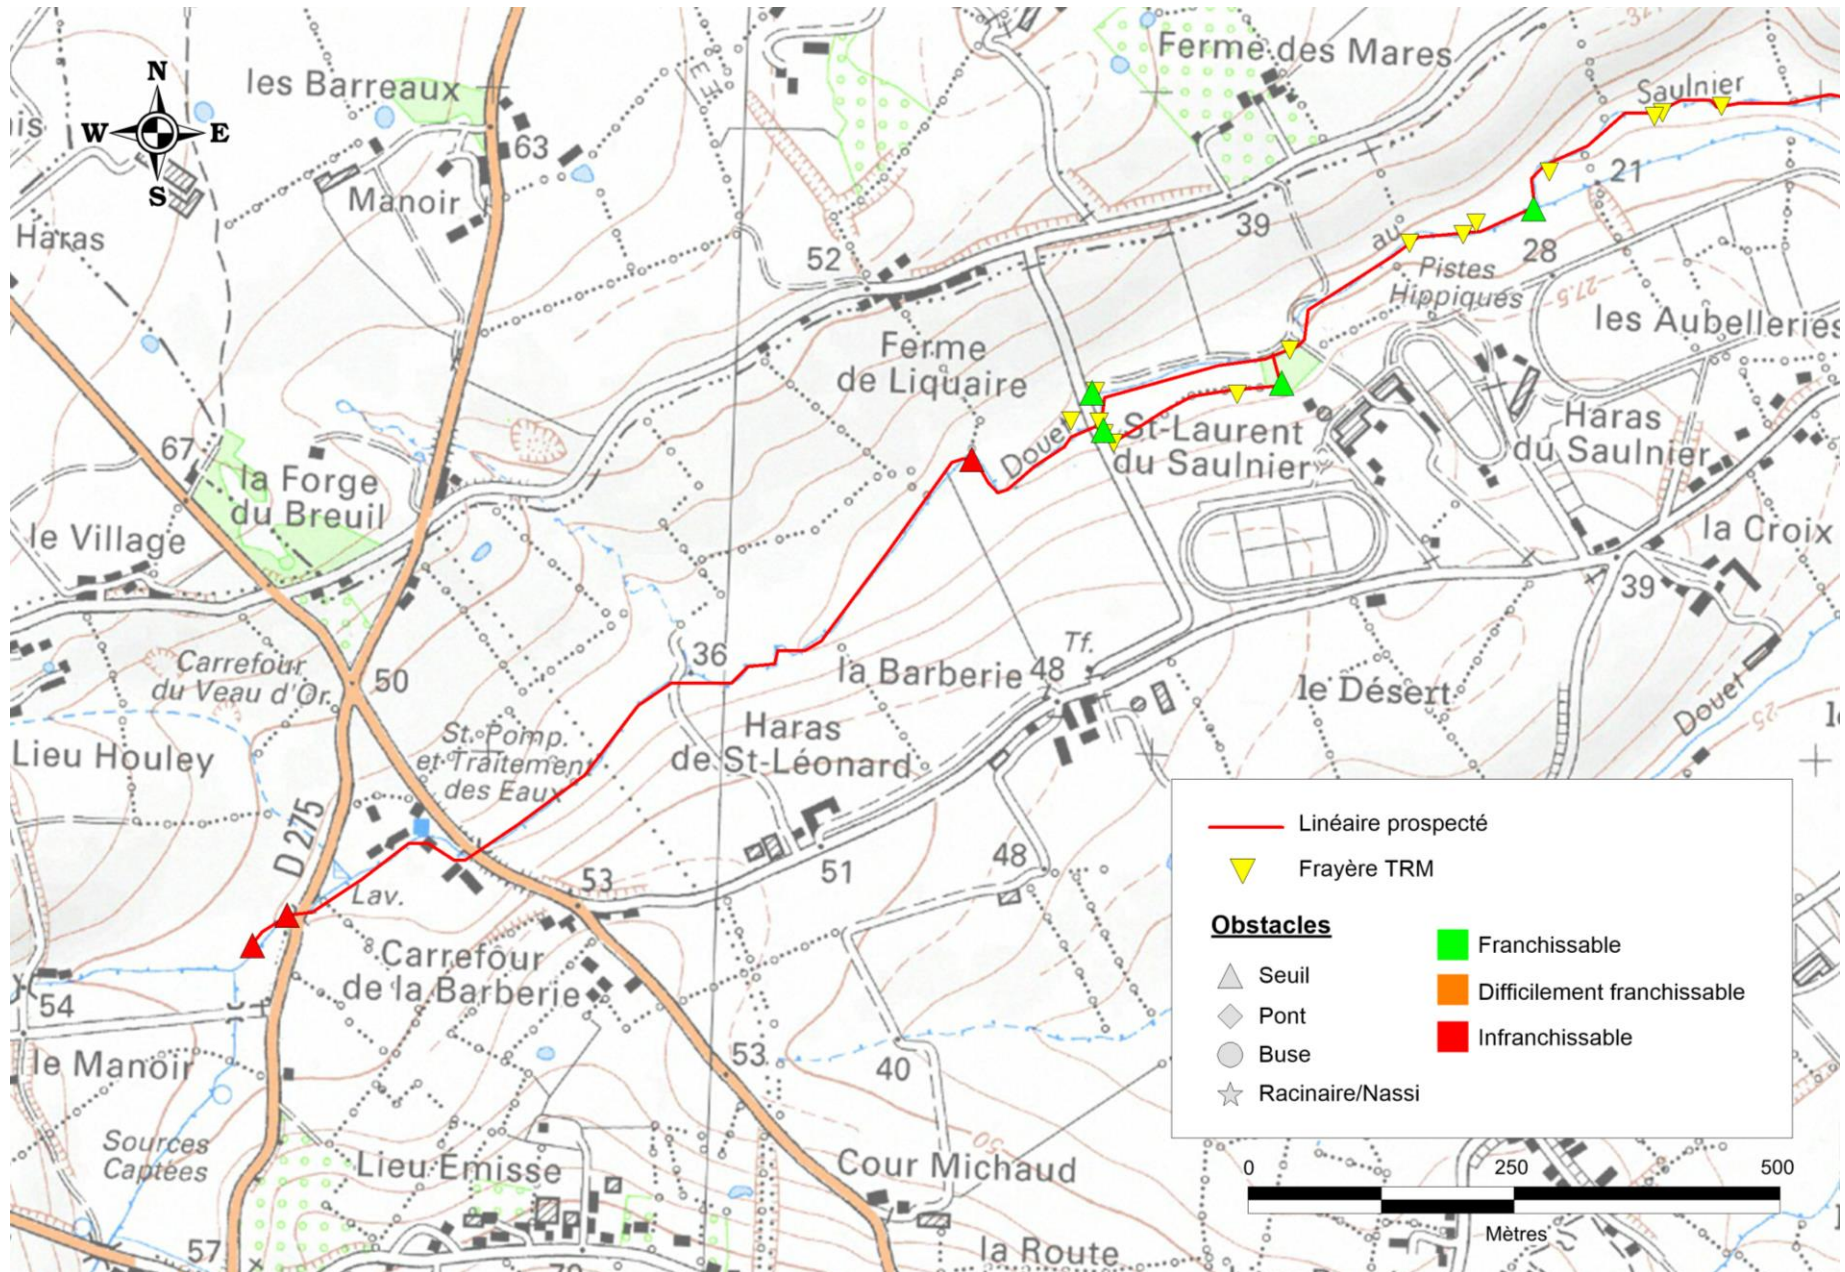 Ferme des Mares
les Barreaux
N
W E
S
Saulnier
63
Manoir
21
Haras
39
au
52
28
Pistes
Hippiques
27.5
les Aubelleries
Ferme
de Liquaire
St-Laurent
du Saulnier
Haras
du Saulnier
Douet
67
la Forge
du Breuil
le Village
la Croix
39
Carrefour
du Veau d'Or
50
36
la Barberie
48
Tf.
le Désert
Douet
25
Lieu Houley
St. Pomp.
et Traitement
des Eaux
Haras
de St-Léonard
D 275
Lav.
53
51
48
Carrefour
de la Barberie
54
le Manoir
53
40
Sources
Captées
Lieu Emisse
50
Cour Michaud
57
la Route
Linéaire prospecté
Frayère TRM
Obstacles
Seuil
Pont
Buse
Racinaire/Nassi
Franchissable
Difficilement franchissable
Infranchissable
0 250 500
Mètres